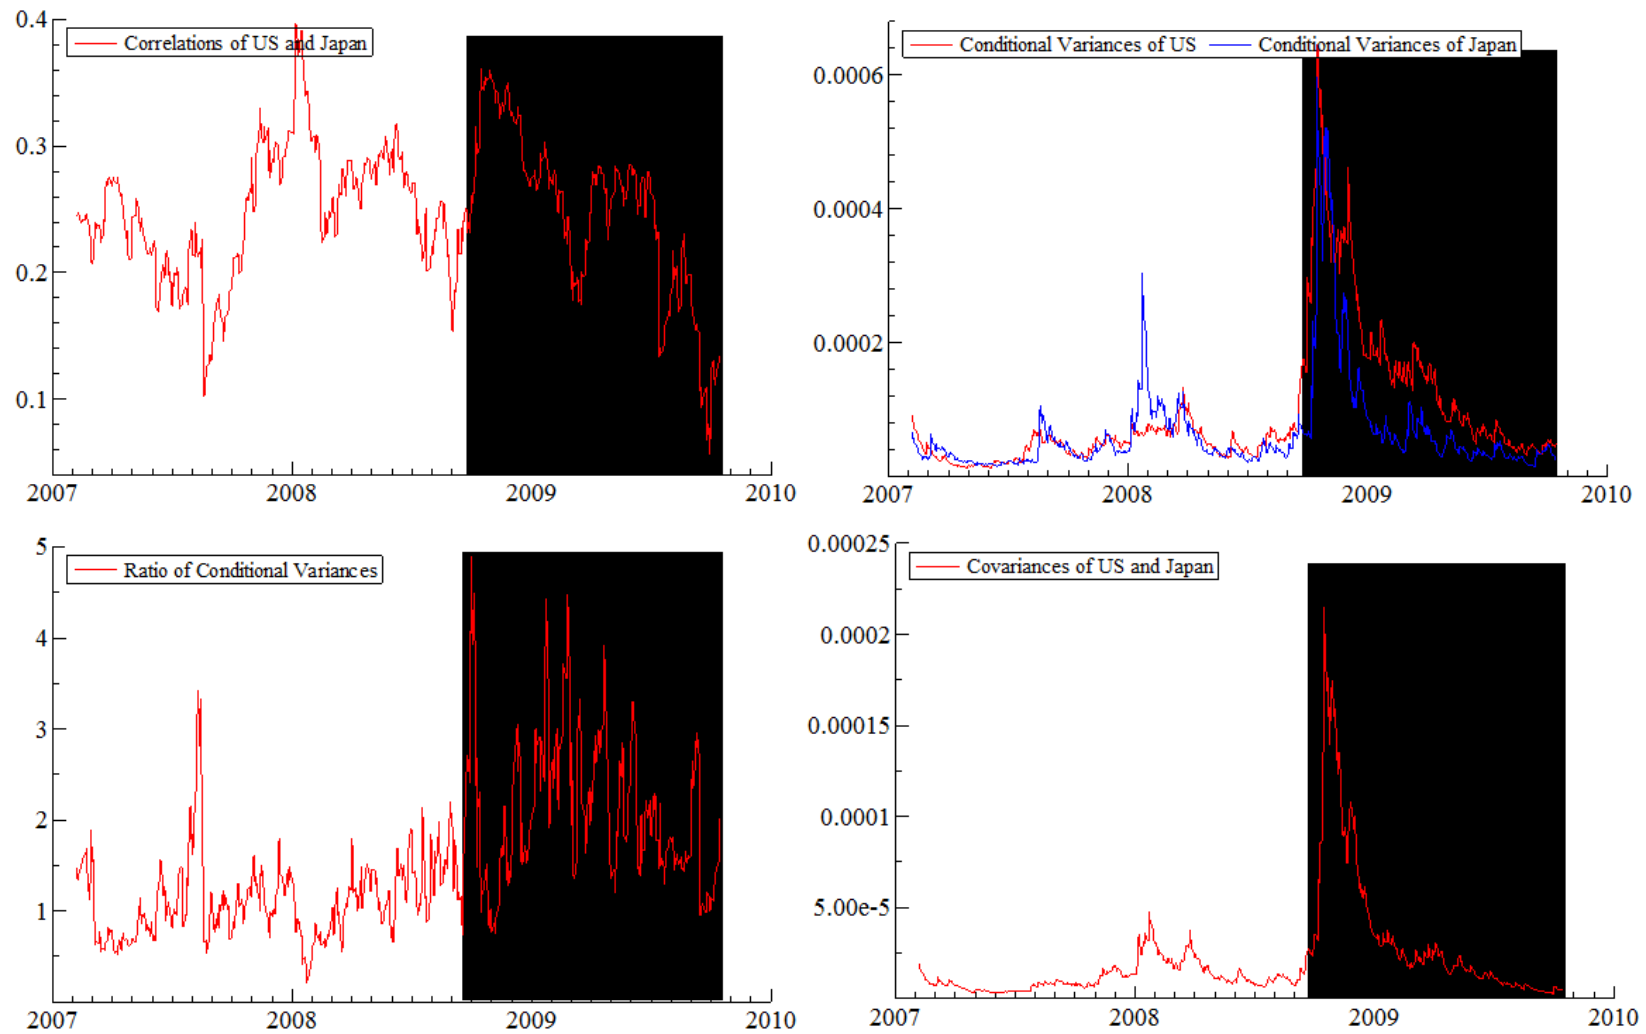 Correlations of US and Japan
0.4
0.3
0.2
0.1
2007 2008 2009 2010
Conditional Variances of US Conditional Variances of Japan
0.0006
0.0004
0.0002
2007 2008 2009 2010
Ratio of Conditional Variances
5
4
3
2
1
2007 2008 2009 2010
Covariances of US and Japan
0.00025
0.0002
0.00015
0.0001
5.00e-5
2007 2008 2009 2010